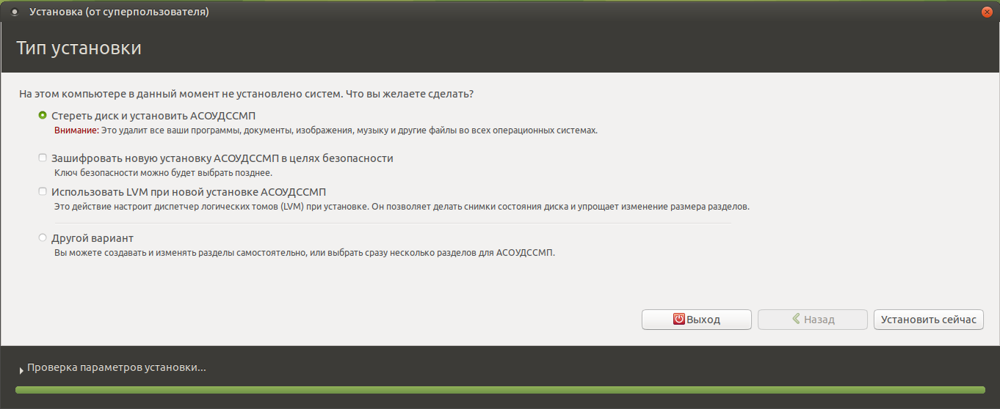 Установка (от суперпользователя)
Тип установки
На этом компьютере в данный момент не установлено систем. Что вы желаете сделать?
Стереть диск и установить АСОУДССМП
Внимание: Это удалит все ваши программы, документы, изображения, музыку и другие файлы во всех операционных системах.
Зашифровать новую установку АСОУДССМП в целях безопасности
Ключ безопасности можно будет выбрать позднее.
Использовать LVM при новой установке АСОУДССМП
Это действие настроит диспетчер логических томов (LVM) при установке. Он позволяет делать снимки состояния диска и упрощает изменение размера разделов.
Другой вариант
Вы можете создавать и изменять разделы самостоятельно, или выбрать сразу несколько разделов для АСОУДССМП.
Выход
Назад
Установить сейчас
Проверка параметров установки...